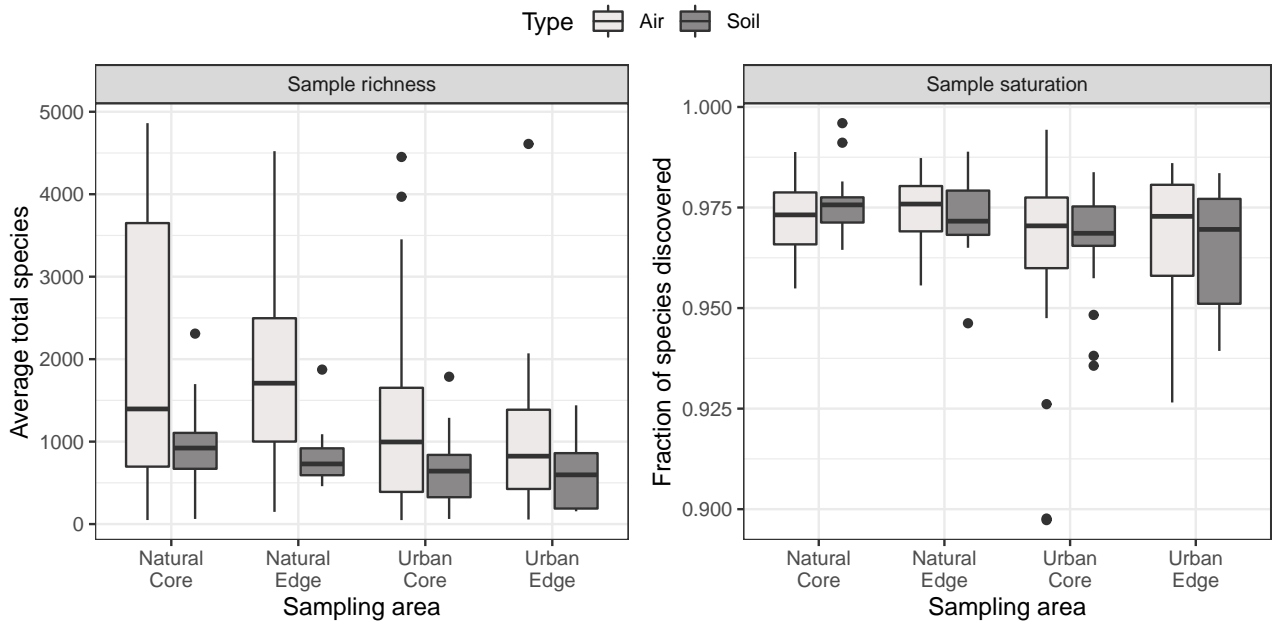 Type Air Soil
Sample richness
Average total species
5000
4000
3000
2000
1000
0
Natural Core
Natural Edge
Urban Core
Urban Edge
Sampling area
Sample saturation
Fraction of species discovered
1.000
0.975
0.950
0.925
0.900
Natural Core
Natural Edge
Urban Core
Urban Edge
Sampling area